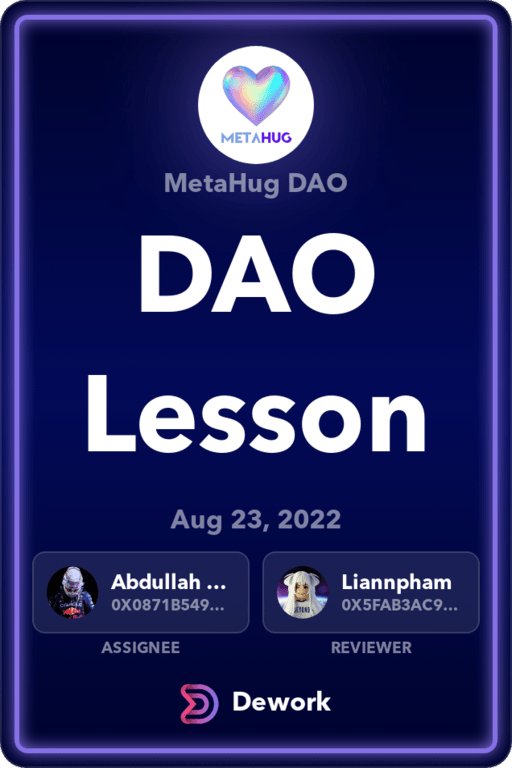 METAHUG
MetaHug DAO
DAO
Lesson
Aug 23, 2022
Abdullah ...
0X0871B549...
ASSIGNEE
Liannpham
0X5FAB3AC9...
REVIEWER
Dework